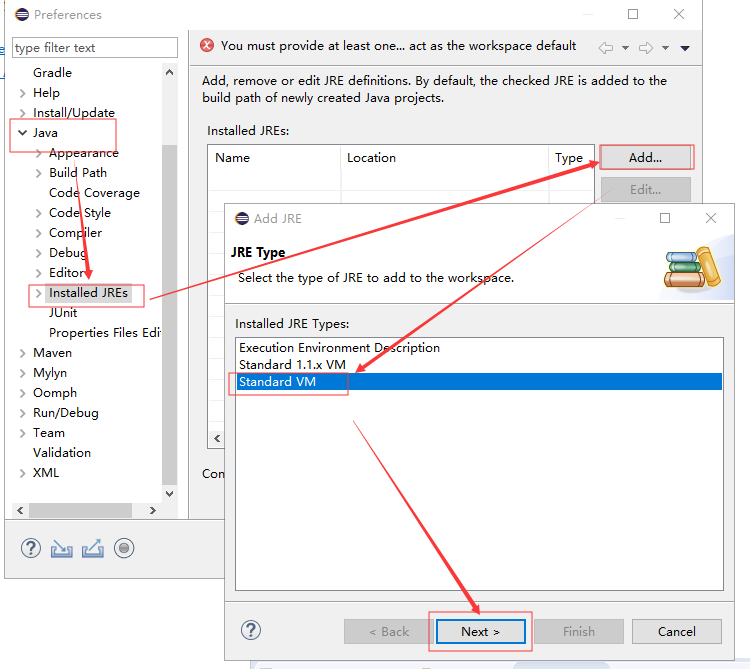 Preferences
type filter text
You must provide at least one... act as the workspace default
Gradle
Help
Install/Update
Java
Appearance
Build Path
Code Coverage
Code Style
Compiler
Debug
Editor
Installed JREs
JUnit
Properties Files Edi
Maven
Mylyn
Oomph
Run/Debug
Team
Validation
XML
Add, remove or edit JRE definitions. By default, the checked JRE is added to the
build path of newly created Java projects.
Installed JREs:
Name Location Type
Add...
Edit...
Con
Add JRE
JRE Type
Select the type of JRE to add to the workspace.
Installed JRE Types:
Execution Environment Description
Standard 1.1.x VM
Standard VM
< Back Next > Finish Cancel